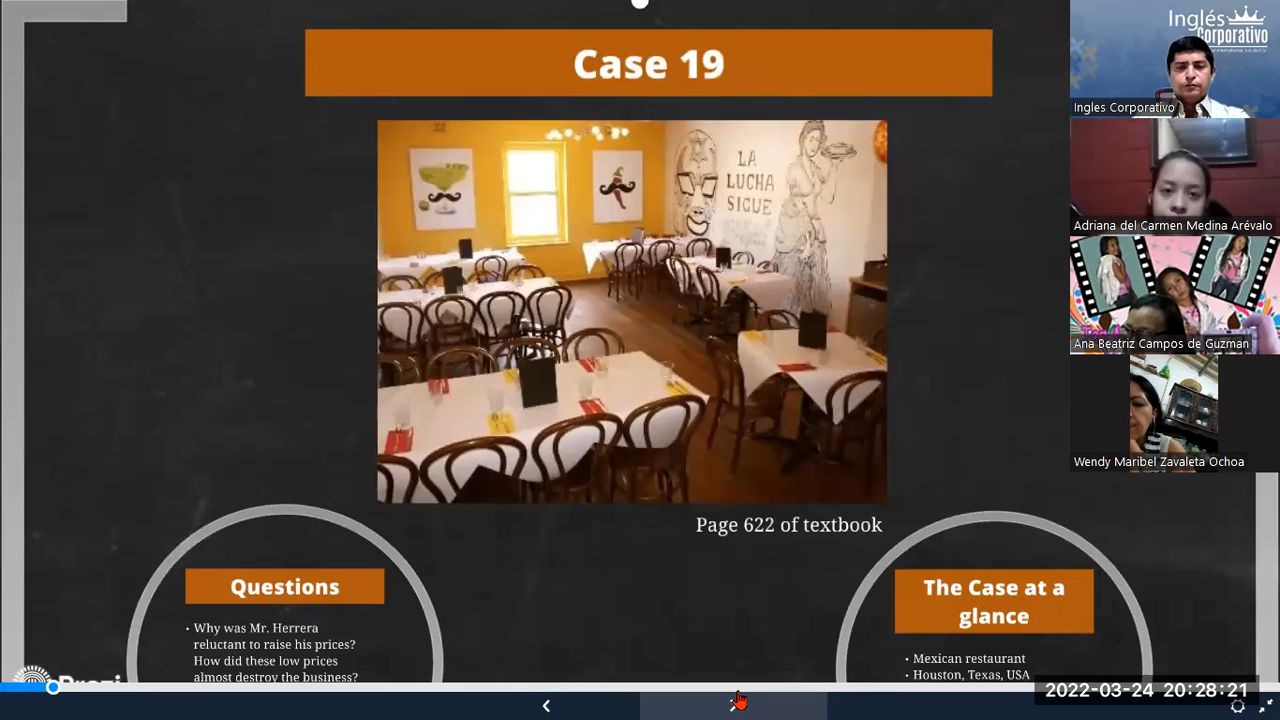 Case 19
LA
LUCHA
SIGUE
Page 622 of textbook
Questions
• Why was Mr. Herrera
reluctant to raise his prices?
How did these low prices
almost destroy the business?
The Case at a
glance
• Mexican restaurant
• Houston, Texas, USA
Prezi
Inglés
Corporativo
Ingles Corporativo
Adriana del Carmen Medina Arévalo
Ana Beatriz Campos de Guzman
Wendy Maribel Zavaleta Ochoa
2022-03-24 20:28:21